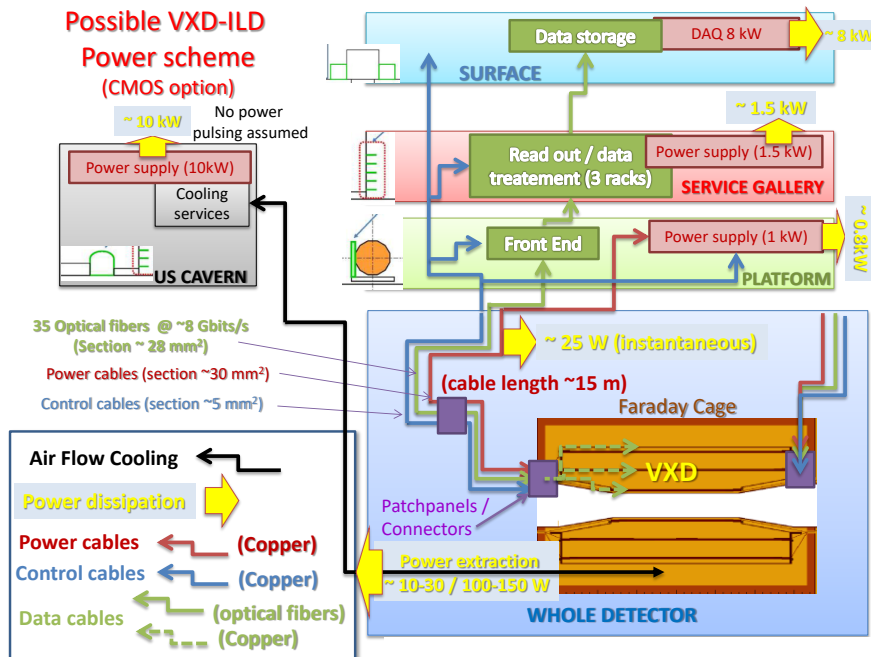 Possible VXD-ILD
Power scheme
(CMOS option)
No power
pulsing assumed
~ 10 kW
Power supply (10kW)
Cooling
services
US CAVERN
Data storage
DAQ 8 kW
~ 8 kW
SURFACE
~ 1.5 kW
Read out / data
treatement (3 racks)
Power supply (1.5 kW)
SERVICE GALLERY
Front End
Power supply (1 kW)
~ 0.8kW
PLATFORM
35 Optical fibers @ ~8 Gbits/s
(Section ~ 28 mm²)
Power cables (section ~30 mm²)
Control cables (section ~5 mm²)
~ 25 W (instantaneous)
(cable length ~15 m)
Faraday Cage
VXD
Patchpanels /
Connectors
Power extraction
~ 10-30 / 100-150 W
WHOLE DETECTOR
Air Flow Cooling
Power dissipation
Power cables
(Copper)
Control cables
(Copper)
Data cables
(optical fibers)
(Copper)